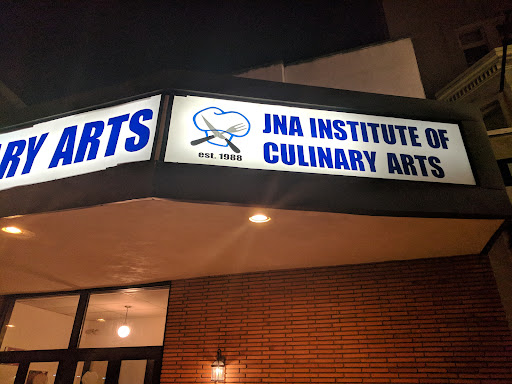 RY ARTS
JNA INSTITUTE OF
CULINARY ARTS
est. 1988